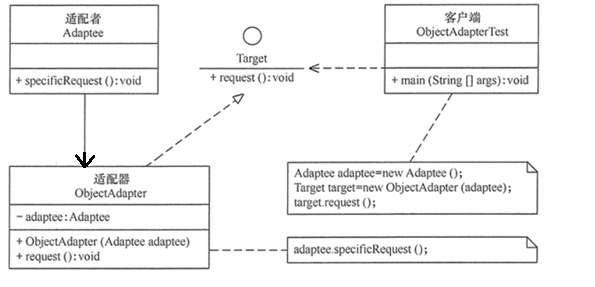 适配者
Adaptee
+ specificRequest ():void
Target
+ request ():void
客户端
ObjectAdapterTest
+ main (String [] args):void
适配器
ObjectAdapter
- adaptee:Adaptee
+ ObjectAdapter (Adaptee adaptee)
+ request ():void
Adaptee adaptee=new Adaptee ();
Target target=new ObjectAdapter (adaptee);
target.request ();
adaptee.specificRequest ();